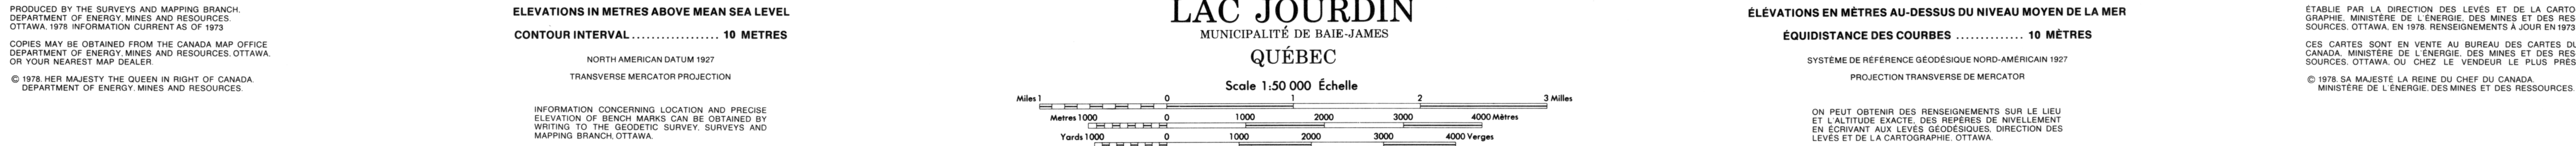 PRODUCED BY THE SURVEYS AND MAPPING BRANCH,
DEPARTMENT OF ENERGY, MINES AND RESOURCES.
OTTAWA. 1978 INFORMATION CURRENT AS OF 1973
COPIES MAY BE OBTAINED FROM THE CANADA MAP OFFICE
DEPARTMENT OF ENERGY, MINES AND RESOURCES, OTTAWA,
OR YOUR NEAREST MAP DEALER.
© 1978. HER MAJESTY THE QUEEN IN RIGHT OF CANADA.
DEPARTMENT OF ENERGY, MINES AND RESOURCES.
ELEVATIONS IN METRES ABOVE MEAN SEA LEVEL
CONTOUR INTERVAL .................. 10 METRES
NORTH AMERICAN DATUM 1927
TRANSVERSE MERCATOR PROJECTION
INFORMATION CONCERNING LOCATION AND PRECISE
ELEVATION OF BENCH MARKS CAN BE OBTAINED BY
WRITING TO THE GEODETIC SURVEY, SURVEYS AND
MAPPING BRANCH, OTTAWA.
LAC JOURDIN
MUNICIPALITÉ DE BAIE-JAMES
QUÉBEC
Scale 1:50 000 Échelle
Miles 1 0 1 2 3 Milles
Metres 1000 0 1000 2000 3000 4000 Mètres
Yards 1000 0 1000 2000 3000 4000 Verges
ÉLÉVATIONS EN MÈTRES AU-DESSUS DU NIVEAU MOYEN DE LA MER
ÉQUIDISTANCE DES COURBES .............. 10 MÈTRES
SYSTÈME DE RÉFÉRENCE GÉODÉSIQUE NORD-AMÉRICAIN 1927
PROJECTION TRANSVERSE DE MERCATOR
ON PEUT OBTENIR DES RENSEIGNEMENTS SUR LE LIEU
ET L'ALTITUDE EXACTE, DES REPÈRES DE NIVELLEMENT
EN ÉCRIVANT AUX LEVÉS GÉODÉSIQUES, DIRECTION DES
LEVÉS ET DE LA CARTOGRAPHIE, OTTAWA.
ÉTABLIE PAR LA DIRECTION DES LEVÉS ET DE LA CARTO
GRAPHIE, MINISTÈRE DE L'ÉNERGIE, DES MINES ET DES RES
SOURCES. OTTAWA, EN 1978. RENSEIGNEMENTS À JOUR EN 1973
CES CARTES SONT EN VENTE AU BUREAU DES CARTES DU
CANADA, MINISTÈRE DE L'ÉNERGIE, DES MINES ET DES RES
SOURCES, OTTAWA, OU CHEZ LE VENDEUR LE PLUS PRÈS
© 1978. SA MAJESTÉ LA REINE DU CHEF DU CANADA.
MINISTÈRE DE L'ÉNERGIE, DES MINES ET DES RESSOURCES.